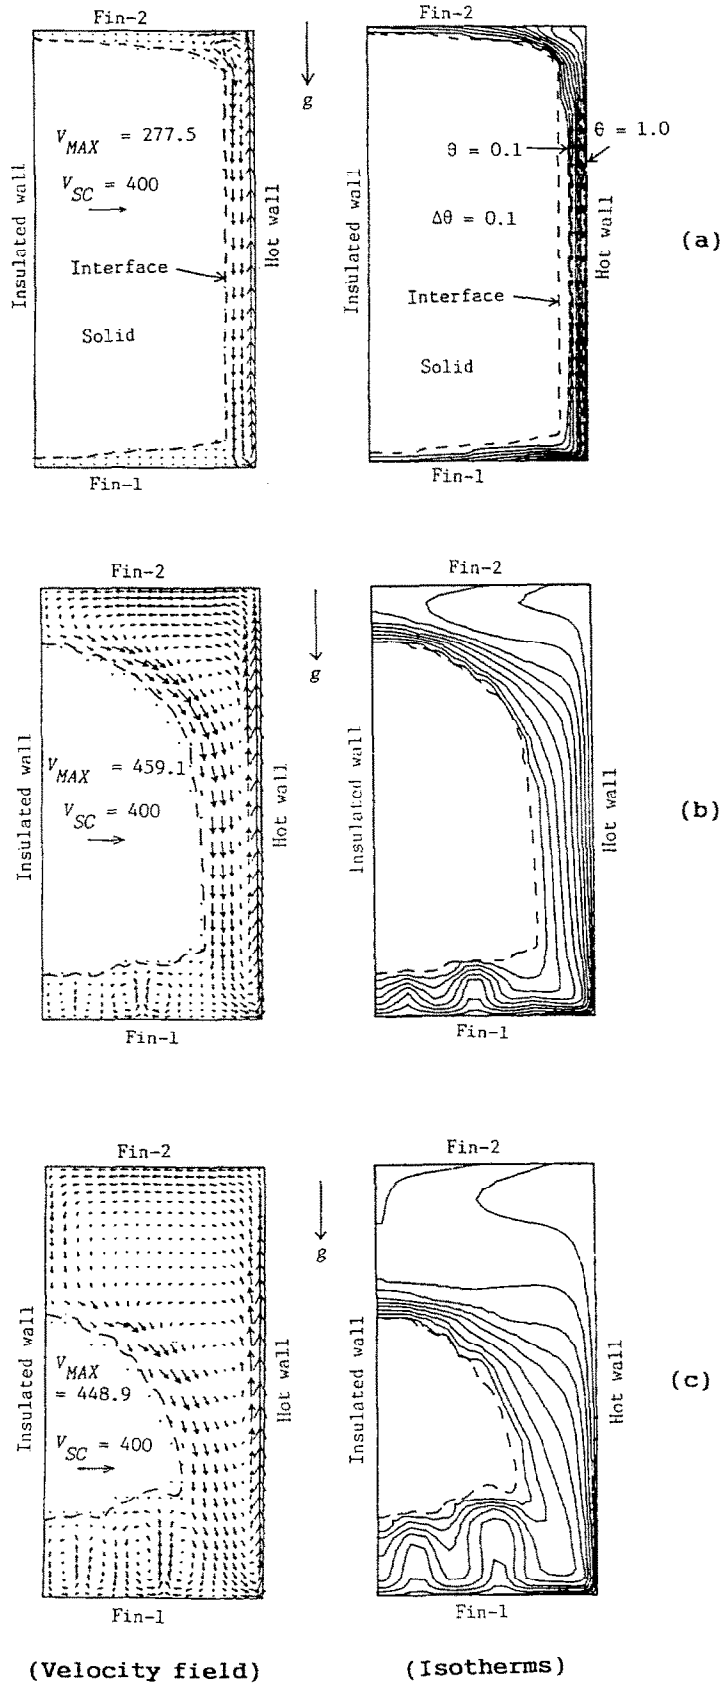 Fin-2
Insulated wall
V_MAX = 277.5
V_SC = 400
Interface
Solid
Hot wall
Fin-1
g
Fin-2
Insulated wall
θ = 0.1
θ = 1.0
Δθ = 0.1
Interface
Solid
Hot wall
Fin-1
(a)
Fin-2
Insulated wall
V_MAX = 459.1
V_SC = 400
Hot wall
Fin-1
g
Fin-2
Insulated wall
Hot wall
Fin-1
(b)
Fin-2
Insulated wall
V_MAX
= 448.9
V_SC = 400
Hot wall
Fin-1
g
Fin-2
Insulated wall
Hot wall
Fin-1
(c)
(Velocity field)
(Isotherms)